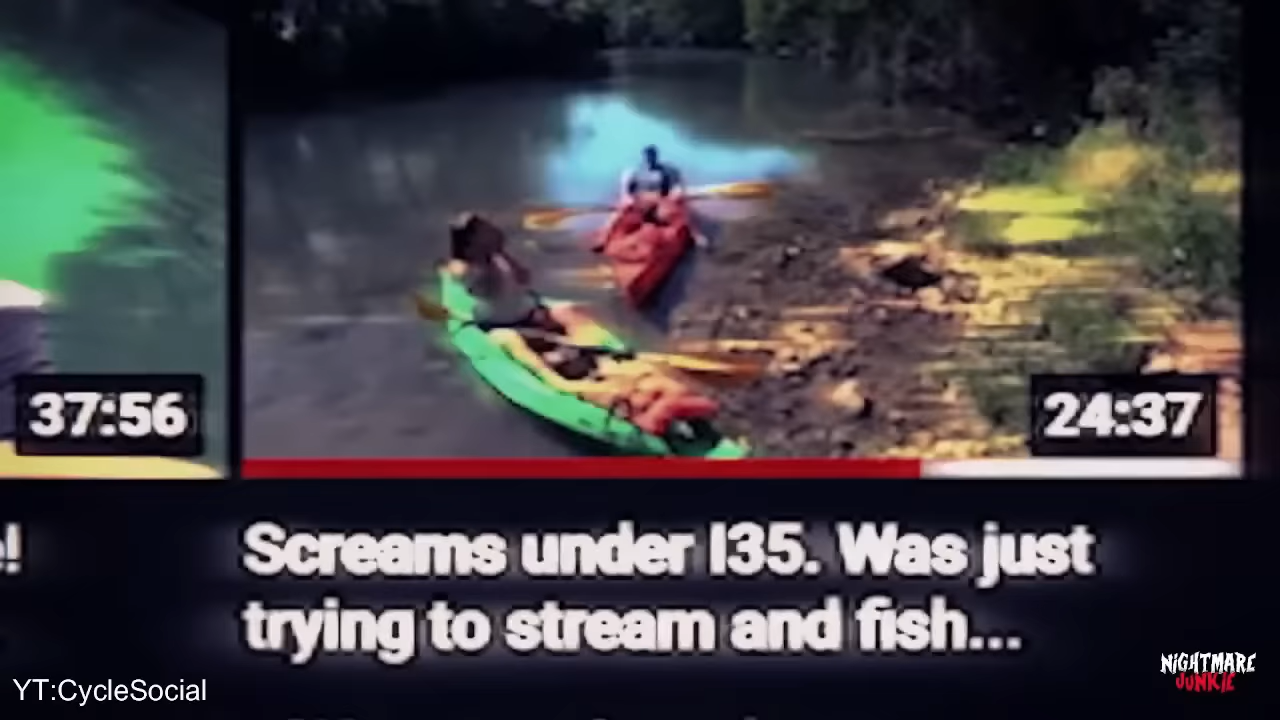 37:56
24:37
Screams under I35. Was just
trying to stream and fish...
YT:CycleSocial
NIGHTMARE
JUNKIE